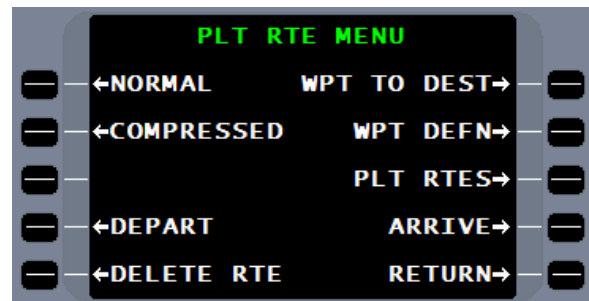 PLT RTE MENU
←NORMAL WPT TO DEST→
←COMPRESSED WPT DEFN→
PLT RTES→
←DEPART ARRIVE→
←DELETE RTE RETURN→